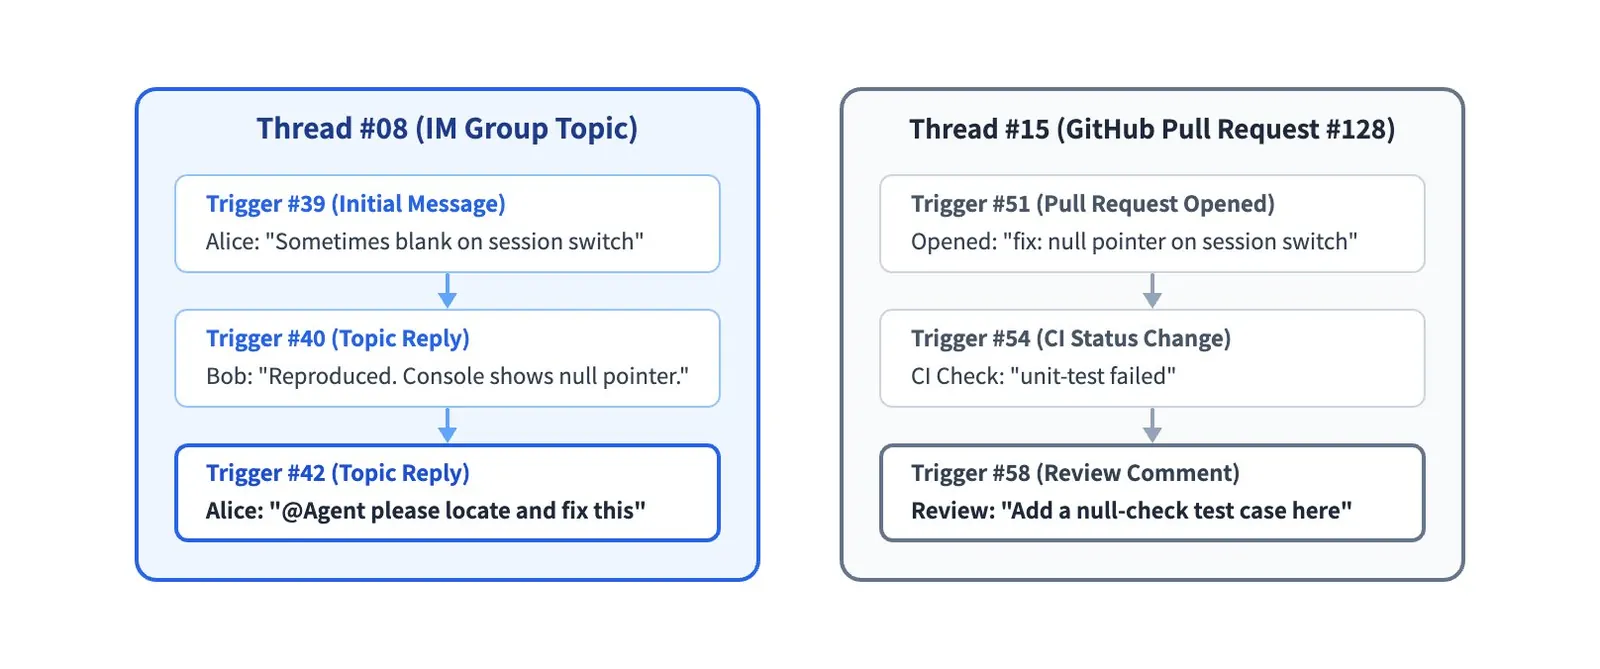 Thread #08 (IM Group Topic)
Trigger #39 (Initial Message)
Alice: "Sometimes blank on session switch"
Trigger #40 (Topic Reply)
Bob: "Reproduced. Console shows null pointer."
Trigger #42 (Topic Reply)
Alice: "@Agent please locate and fix this"
Thread #15 (GitHub Pull Request #128)
Trigger #51 (Pull Request Opened)
Opened: "fix: null pointer on session switch"
Trigger #54 (CI Status Change)
CI Check: "unit-test failed"
Trigger #58 (Review Comment)
Review: "Add a null-check test case here"